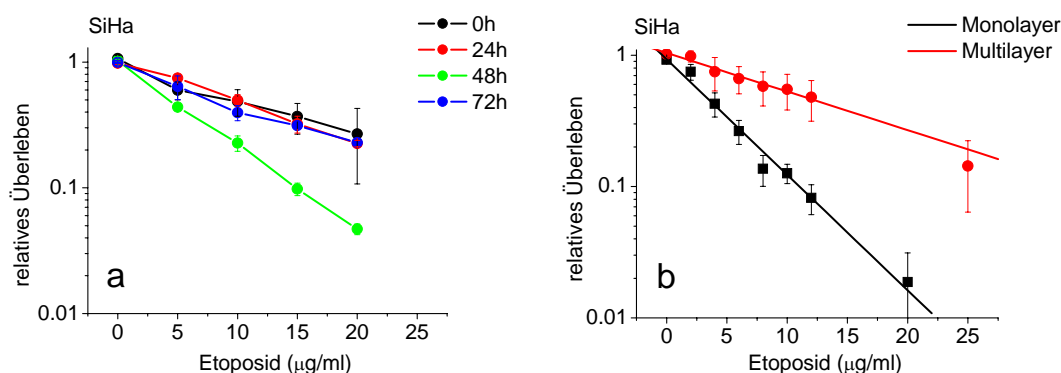 SiHa
0h
24h
48h
72h
1
0.1
0.01
relatives Überleben
a
0 5 10 15 20 25
Etoposid (μg/ml)
SiHa
Monolayer
Multilayer
1
0.1
0.01
relatives Überleben
b
0 5 10 15 20 25
Etoposid (μg/ml)